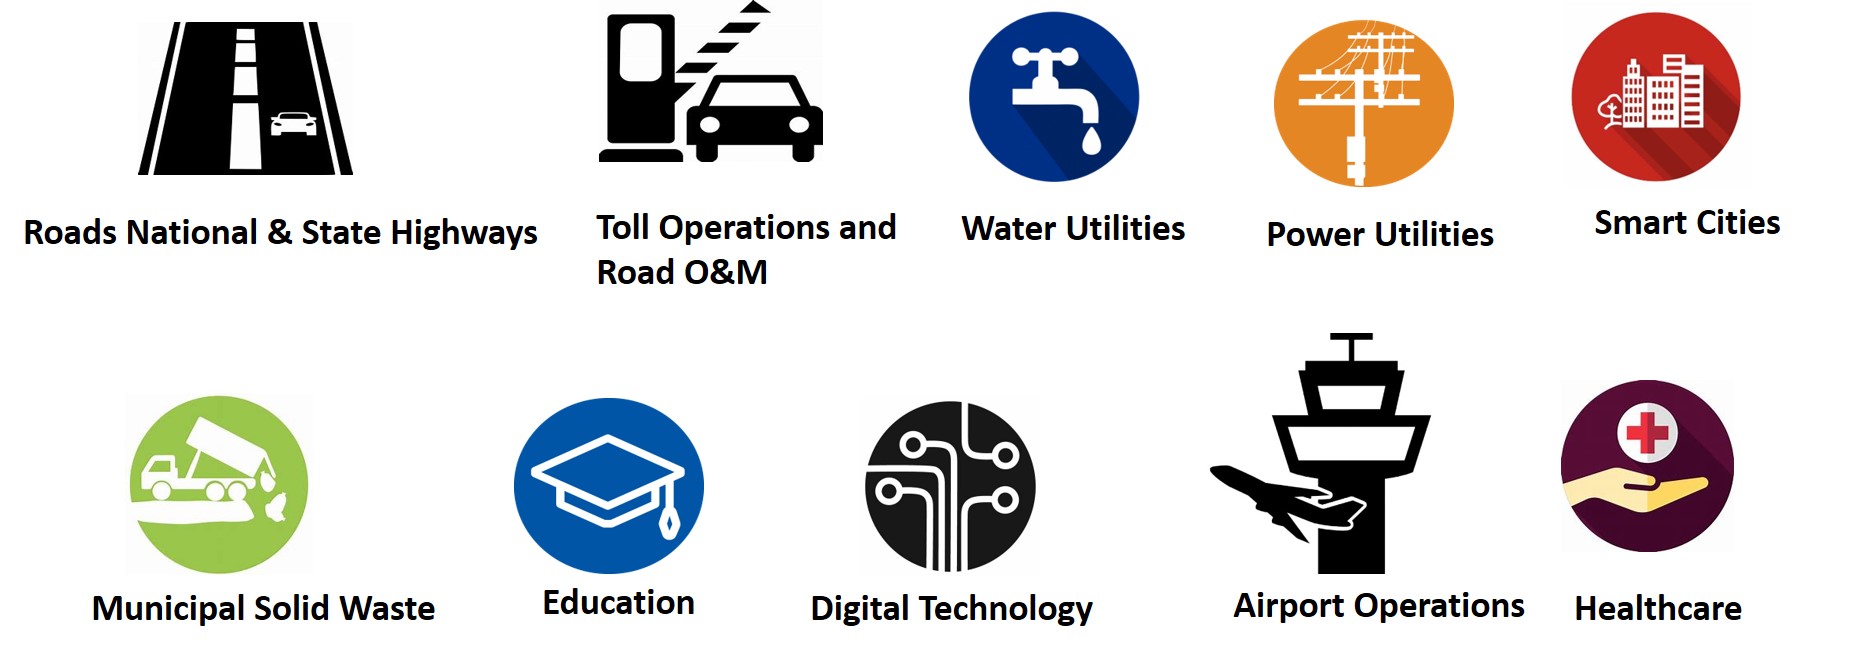 Roads National & State Highways
Toll Operations and
Road O&M
Water Utilities
Power Utilities
Smart Cities
Municipal Solid Waste
Education
Digital Technology
Airport Operations
Healthcare